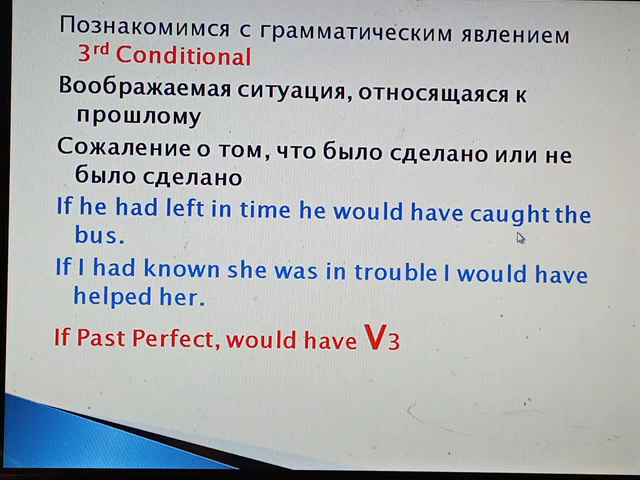 Познакомимся с грамматическим явлением
3rd Conditional
Воображаемая ситуация, относящаяся к
прошлому
Сожаление о том, что было сделано или не
было сделано
If he had left in time he would have caught the
bus.
If I had known she was in trouble I would have
helped her.
If Past Perfect, would have V3